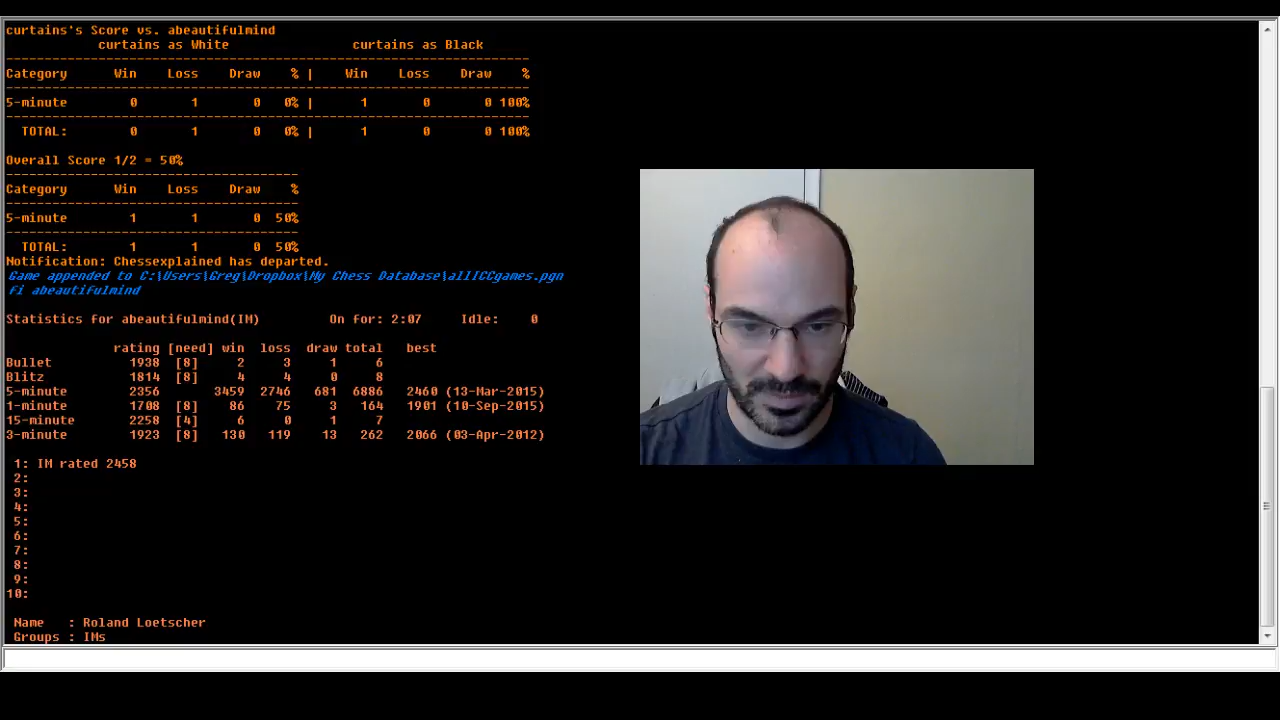 curtains's Score vs. abeautifulmind
curtains as White curtains as Black
Category Win Loss Draw % | Win Loss Draw %
5-minute 0 1 0 0% | 1 0 0 100%
TOTAL: 0 1 0 0% | 1 0 0 100%
Overall Score 1/2 = 50%
Category Win Loss Draw %
5-minute 1 1 0 50%
TOTAL: 1 1 0 50%
Notification: Chessexplained has departed.
Game appended to C:\Users\Greg\Dropbox\My Chess Database\allICCgames.pgn
fi abeautifulmind
Statistics for abeautifulmind(IM) On for: 2:07 Idle: 0
rating [need] win loss draw total best
Bullet 1938 [8] 2 3 1 6
Blitz 1814 [8] 4 4 0 8
5-minute 2356 3459 2746 681 6886 2460 (13-Mar-2015)
1-minute 1708 [8] 86 75 3 164 1901 (10-Sep-2015)
15-minute 2258 [4] 6 0 1 7
3-minute 1923 [8] 130 119 13 262 2066 (03-Apr-2012)
1: IM rated 2458
2:
3:
4:
5:
6:
7:
8:
9:
10:
Name : Roland Loetscher
Groups : IMs